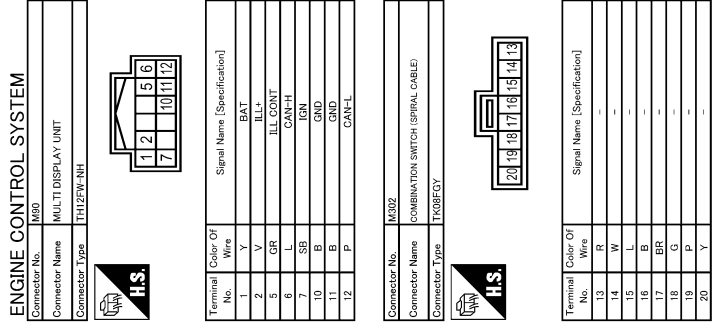 ENGINE CONTROL SYSTEM
Connector No. M90
Connector Name MULTI DISPLAY UNIT
Connector Type TH12FW-NH
H.S.
1 2 5 6
7 10 11 12
Terminal No. Color Of Wire Signal Name [Specification]
1 Y BAT
2 V ILL+
5 GR ILL CONT
6 L CAN-H
7 SB IGN
10 B GND
11 B GND
12 P CAN-L
Connector No. M302
Connector Name COMBINATION SWITCH (SPIRAL CABLE)
Connector Type TK08FGY
H.S.
20 19 18 17 16 15 14 13
Terminal No. Color Of Wire Signal Name [Specification]
13 R -
14 W -
15 L -
16 B -
17 BR -
18 G -
19 P -
20 Y -